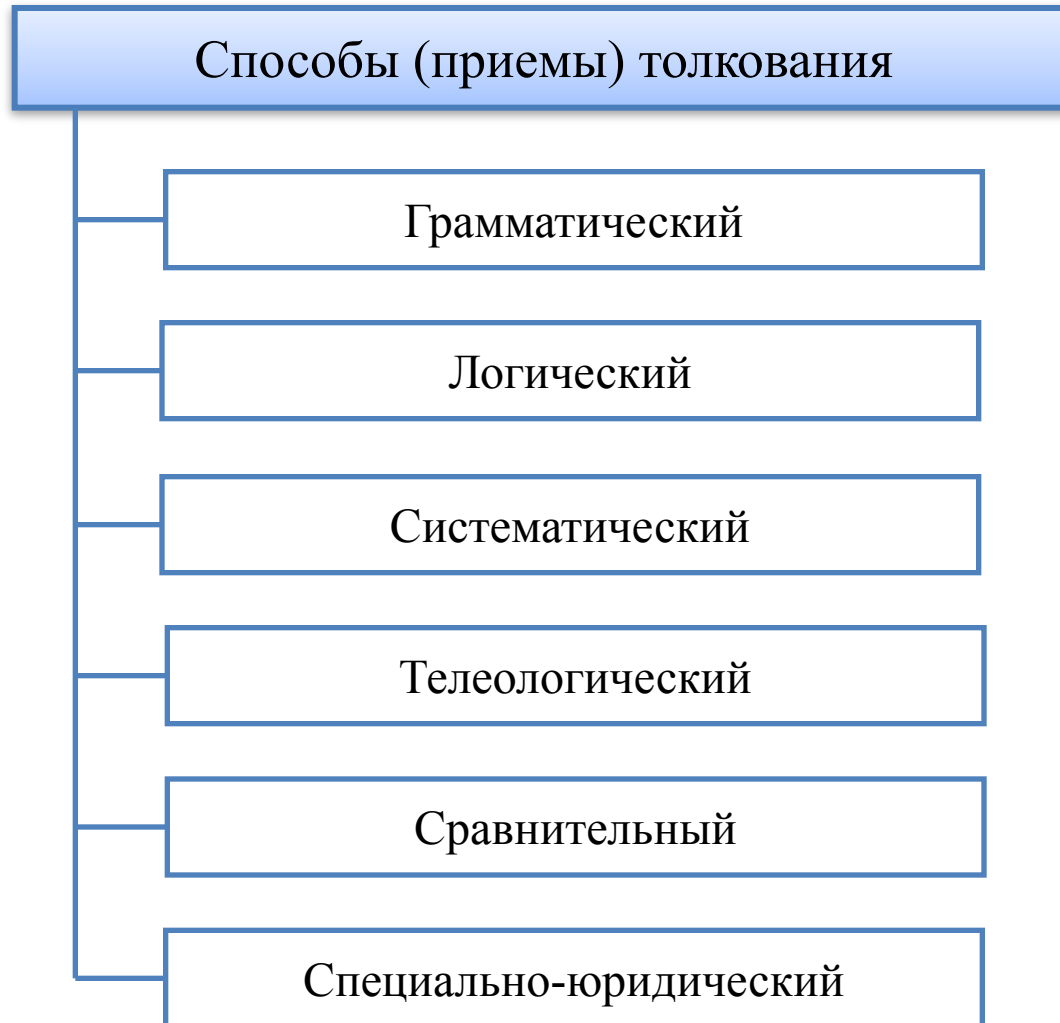 Способы (приемы) толкования
Грамматический
Логический
Систематический
Телеологический
Сравнительный
Специально-юридический